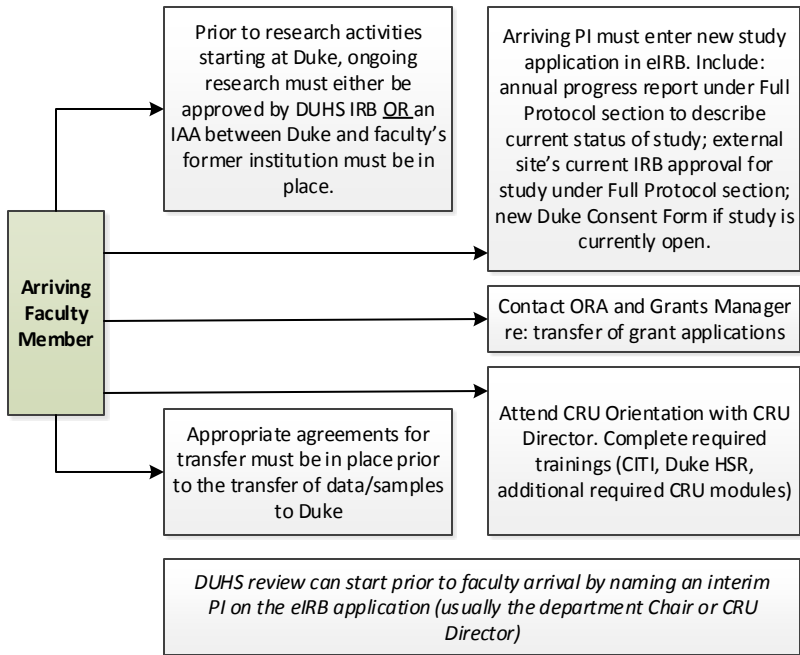 Prior to research activities
starting at Duke, ongoing
research must either be
approved by DUHS IRB OR an
IAA between Duke and faculty’s
former institution must be in
place.
Arriving PI must enter new study
application in eIRB. Include:
annual progress report under Full
Protocol section to describe
current status of study; external
site’s current IRB approval for
study under Full Protocol section;
new Duke Consent Form if study is
currently open.
Arriving
Faculty
Member
Contact ORA and Grants Manager
re: transfer of grant applications
Attend CRU Orientation with CRU
Director. Complete required
trainings (CITI, Duke HSR,
additional required CRU modules)
Appropriate agreements for
transfer must be in place prior
to the transfer of data/samples
to Duke
DUHS review can start prior to faculty arrival by naming an interim
PI on the eIRB application (usually the department Chair or CRU
Director)